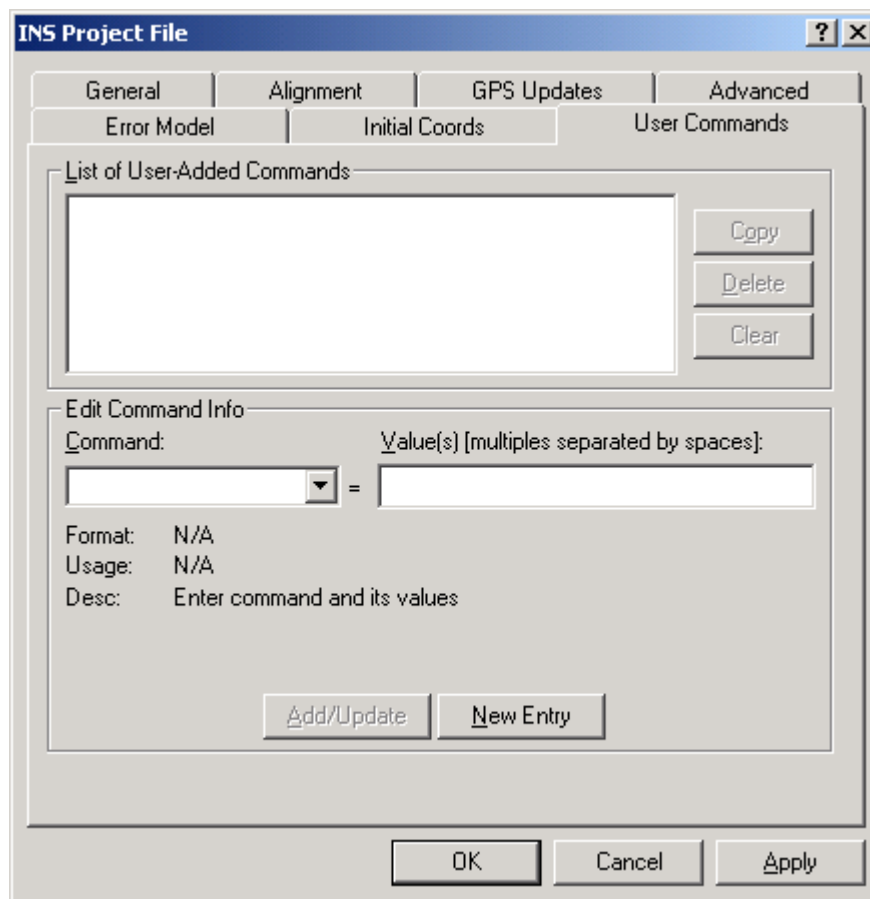 INS Project File
General Alignment GPS Updates Advanced
Error Model Initial Coords User Commands
List of User-Added Commands
Copy
Delete
Clear
Edit Command Info
Command: Value(s) [multiples separated by spaces]:
=
Format: N/A
Usage: N/A
Desc: Enter command and its values
Add/Update New Entry
OK Cancel Apply